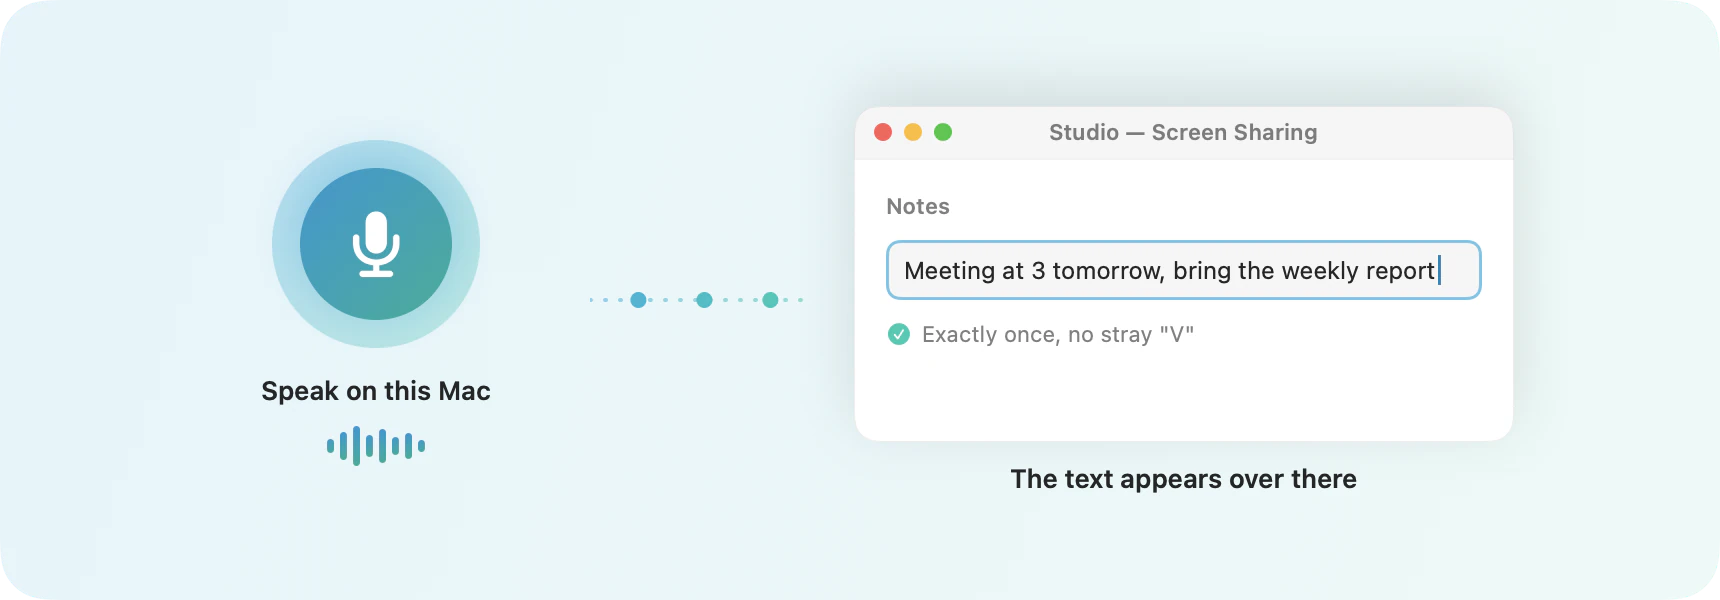 Speak on this Mac
Studio — Screen Sharing
Notes
Meeting at 3 tomorrow, bring the weekly report
Exactly once, no stray "V"
The text appears over there